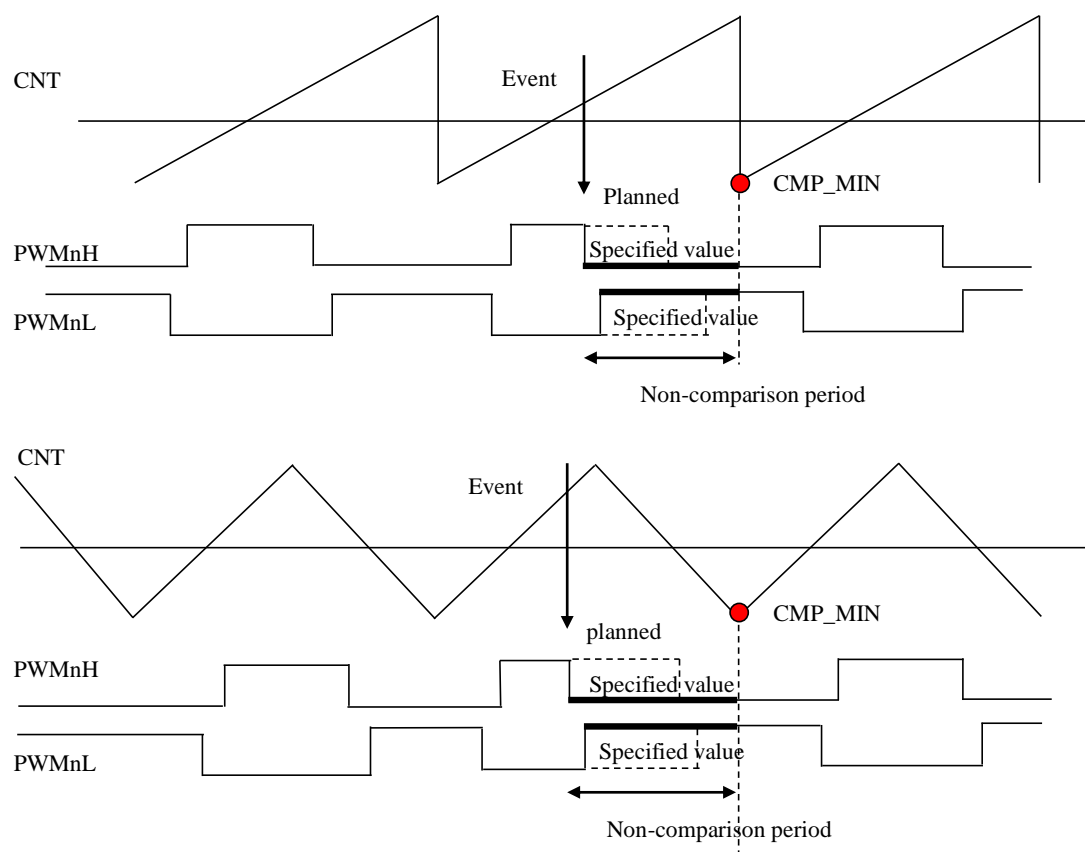 CNT
Event
CMP_MIN
Planned
PWMnH
Specified value
PWMnL
Specified value
Non-comparison period
CNT
Event
CMP_MIN
planned
PWMnH
Specified value
PWMnL
Specified value
Non-comparison period